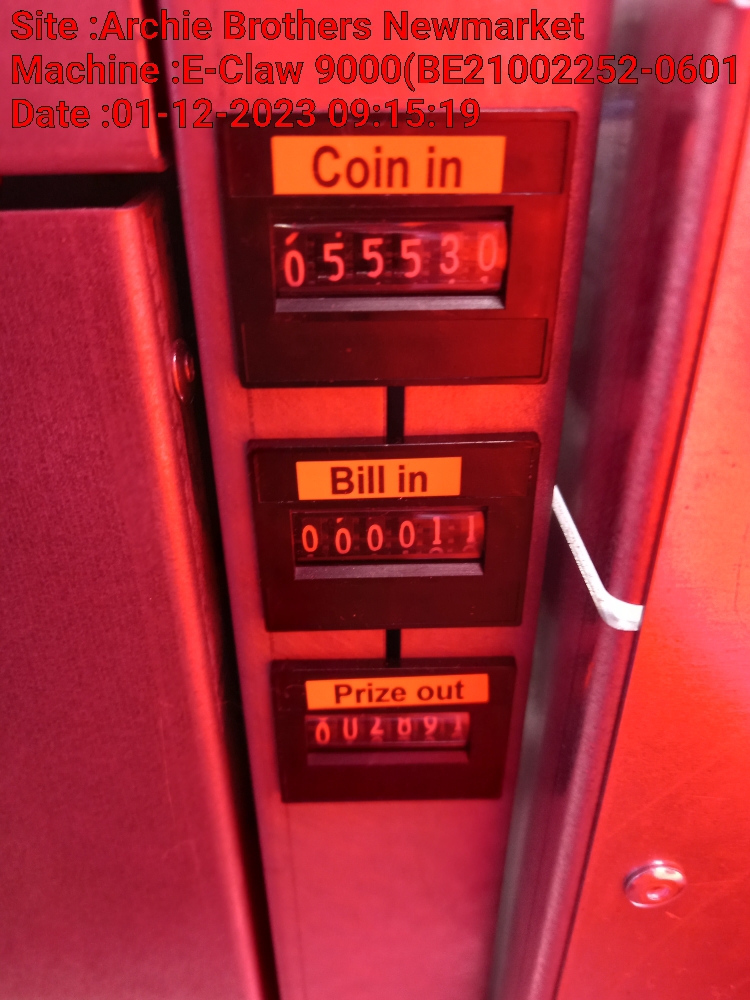 Site :Archie Brothers Newmarket
Machine :E-Claw 9000(BE21002252-0601
Date :01-12-2023 09:15:19
Coin in
055530
Bill in
000011
Prize out
002891